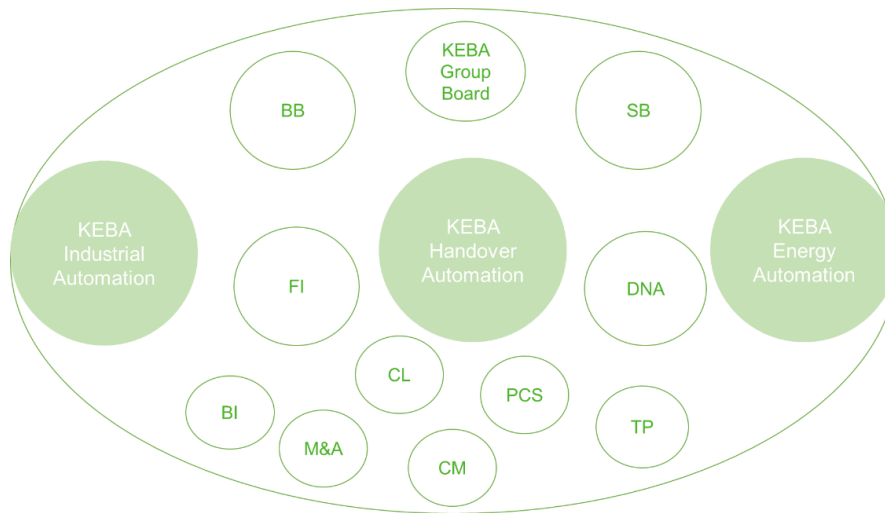 KEBA
Group
Board
BB
SB
KEBA
Industrial
Automation
KEBA
Handover
Automation
KEBA
Energy
Automation
FI
DNA
CL
PCS
BI
TP
M&A
CM